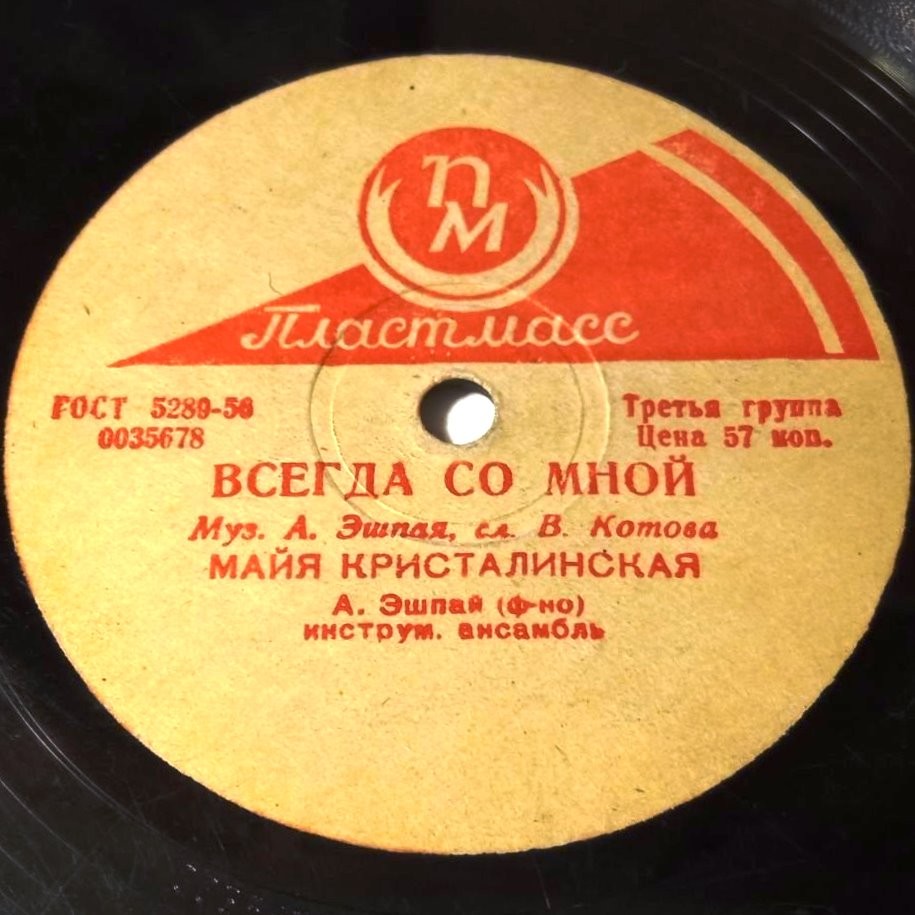 ПМ
Пластмасс
ГОСТ 5289-56
0035678
Третья группа
Цена 57 коп.
ВСЕГДА СО МНОЙ
Муз. А. Эшпая, сл. В. Котова
МАЙЯ КРИСТАЛИНСКАЯ
А. Эшпай (ф-но)
инструм. ансамбль